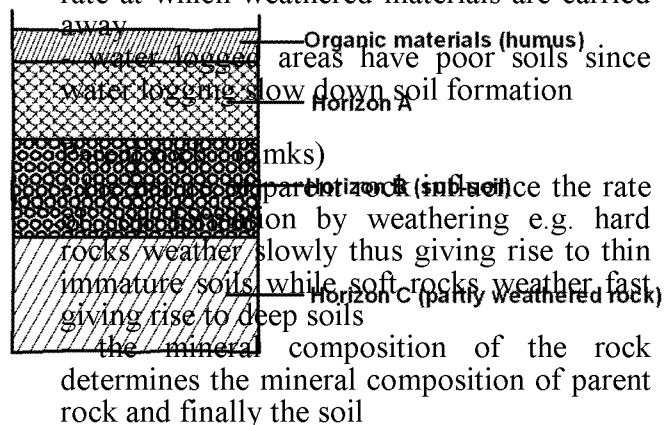 rate at which weathered materials are carried
away
Organic materials (humus)
- water logged areas have poor soils since
water logging slow down soil formation
Horizon A
mks)
parent rock influence the rate
Horizon B (sub-soil)
by weathering e.g. hard
rocks weather slowly thus giving rise to thin
immature soils while soft rocks weather fast
Horizon C (partly weathered rock)
giving rise to deep soils
the mineral composition of the rock
determines the mineral composition of parent
rock and finally the soil